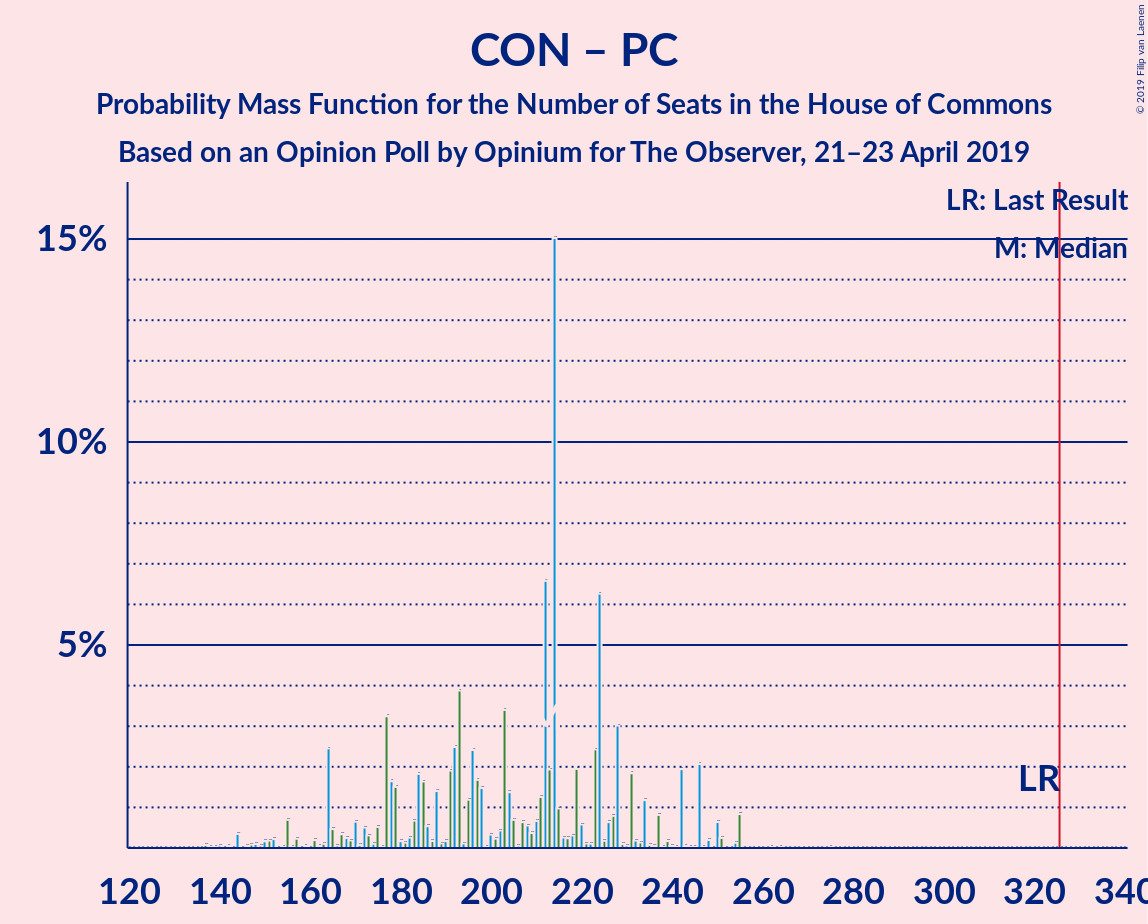 CON – PC
Probability Mass Function for the Number of Seats in the House of Commons
Based on an Opinion Poll by Opinium for The Observer, 21–23 April 2019
© 2019 Filip van Laenen
LR: Last Result
M: Median
15%
10%
5%
LR
120 140 160 180 200 220 240 260 280 300 320 340